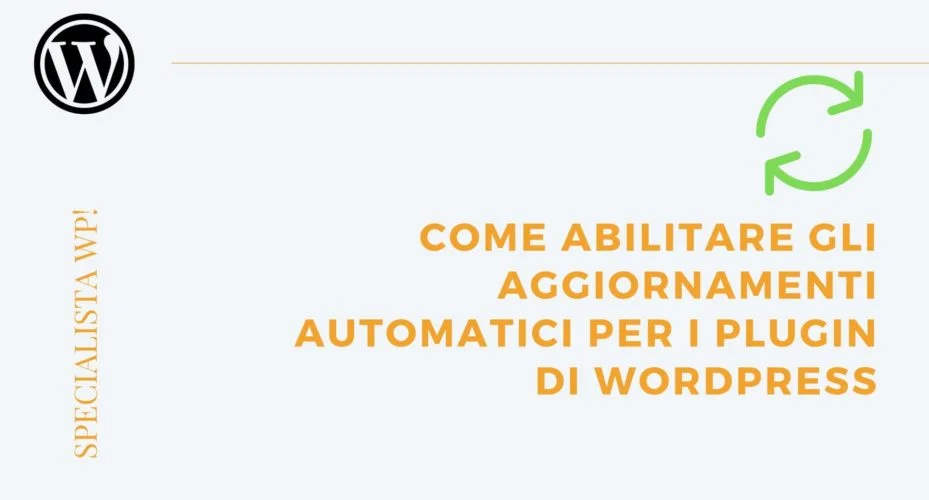 COME ABILITARE GLI
AGGIORNAMENTI
AUTOMATICI PER I PLUGIN
DI WORDPRESS
SPECIALISTA WP!